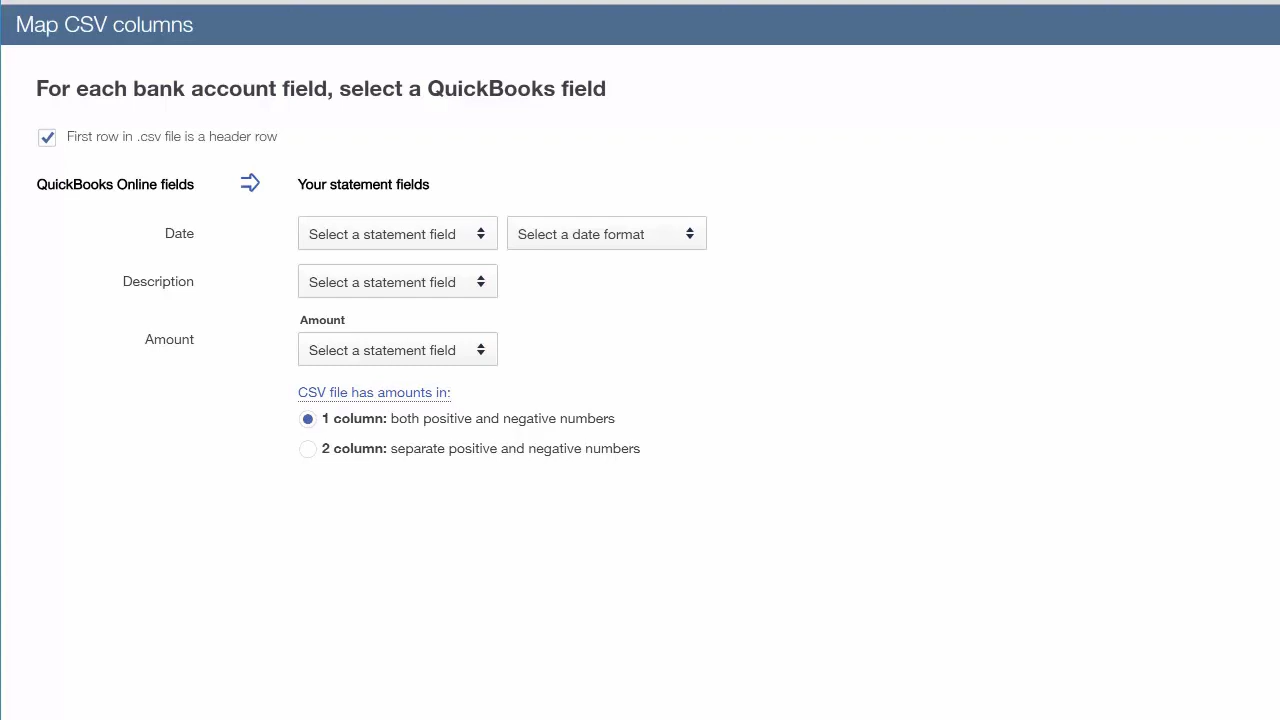 Map CSV columns
For each bank account field, select a QuickBooks field
First row in .csv file is a header row
QuickBooks Online fields Your statement fields
Date Select a statement field Select a date format
Description Select a statement field
Amount
Amount Select a statement field
CSV file has amounts in:
1 column: both positive and negative numbers
2 column: separate positive and negative numbers